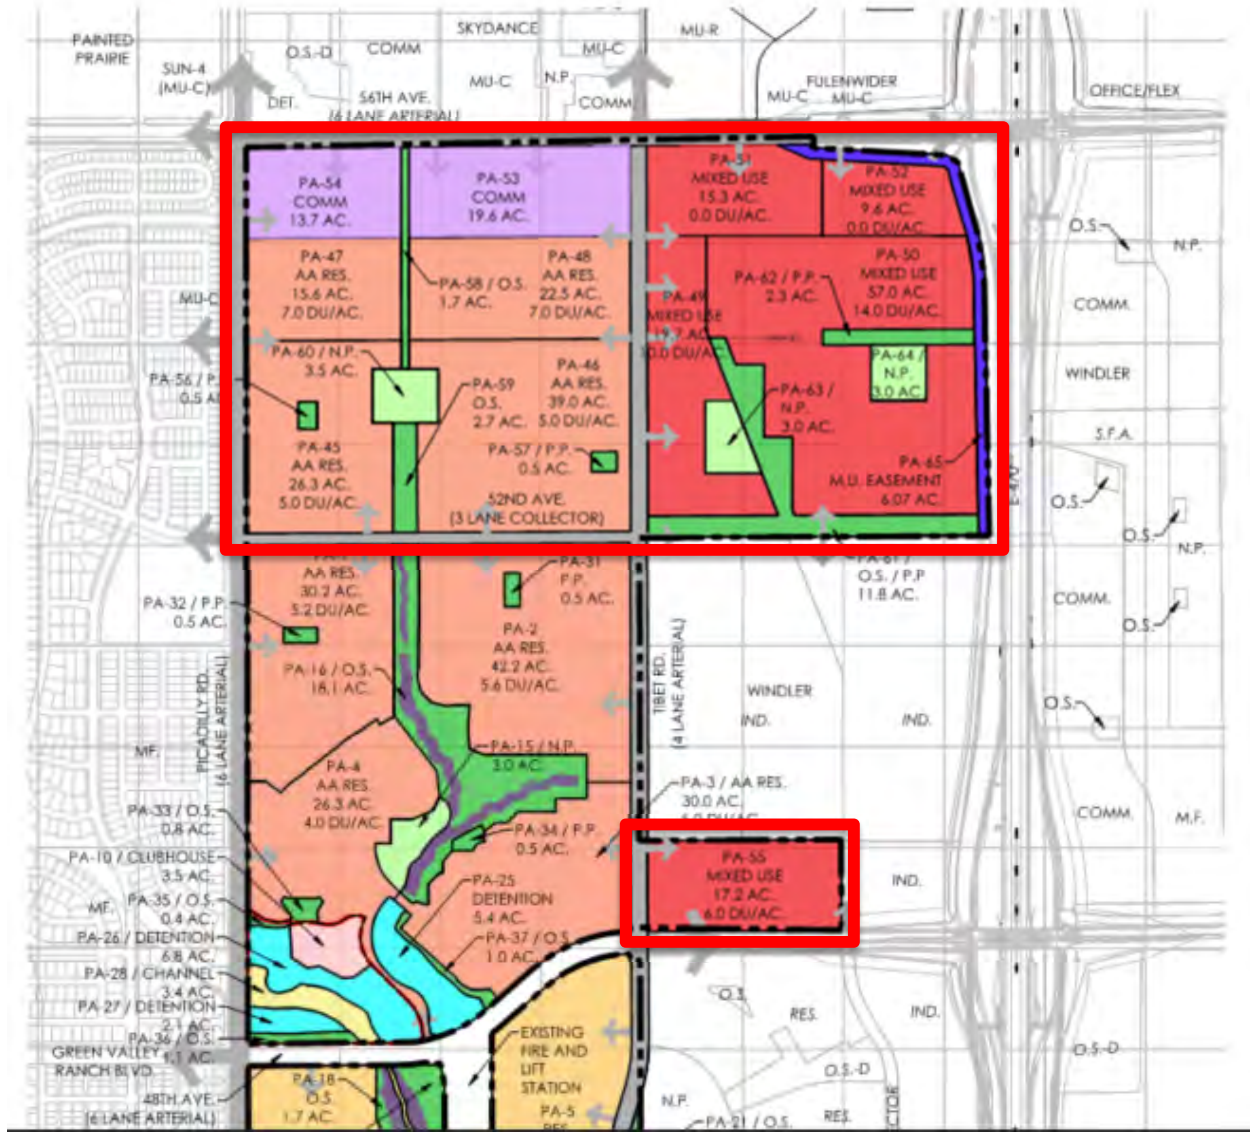 PAINTED
PRAIRIE
SUN-4
(MU-C)
O.S.-D
DET.
COMM
SKYDANCE
MU-C
MU-C
N.P.
COMM
56TH AVE.
(6 LANE ARTERIAL)
MU-R
FULENWIDER
MU-C
MU-C
OFFICE/FLEX
PA-54
COMM
13.7 AC.
PA-53
COMM
19.6 AC.
PA-51
MIXED USE
15.3 AC.
0.0 DU/AC.
PA-52
MIXED USE
9.6 AC.
0.0 DU/AC.
O.S.
N.P.
PA-47
AA RES.
15.6 AC.
7.0 DU/AC.
PA-58 / O.S.
1.7 AC.
PA-48
AA RES.
22.5 AC.
7.0 DU/AC.
PA-49
MIXED USE
PA-62 / P.P.
2.3 AC.
PA-50
MIXED USE
57.0 AC.
14.0 DU/AC.
MU-C
COMM.
PA-60 / N.P.
3.5 AC.
PA-56 / P.
0.5 A
PA-59
O.S.
2.7 AC.
PA-46
AA RES.
39.0 AC.
5.0 DU/AC.
PA-64 /
N.P.
3.0 AC.
PA-63 /
N.P.
3.0 AC.
WINDLER
S.F.A.
PA-45
AA RES.
26.3 AC.
5.0 DU/AC.
PA-57 / P.P.
0.5 AC.
52ND AVE.
(3 LANE COLLECTOR)
PA-65
M.U. EASEMENT
6.07 AC.
E-470
O.S.
O.S.
N.P.
AA RES.
30.2 AC.
5.2 DU/AC.
PA-31
P.P.
0.5 AC.
PA-61 /
O.S. / P.P
11.8 AC.
COMM.
O.S.
PA-32 / P.P.
0.5 AC.
PA-2
AA RES.
42.2 AC.
5.6 DU/AC.
PA-16 / O.S.
18.1 AC.
PICADILLY RD.
(6 LANE ARTERIAL)
TIBET RD.
(4 LANE ARTERIAL)
WINDLER
IND.
IND.
O.S.
MF.
PA-15 / N.P.
3.0 AC.
PA-4
AA RES.
26.3 AC.
4.0 DU/AC.
PA-3 / AA RES.
30.0 AC.
COMM.
M.F.
PA-33 / O.S.
0.8 AC.
PA-34 / P.P.
0.5 AC.
PA-10 / CLUBHOUSE
3.5 AC.
PA-55
MIXED USE
17.2 AC.
6.0 DU/AC.
IND.
MF.
PA-35 / O.S.
0.4 AC.
PA-25
DETENTION
5.4 AC.
PA-26 / DETENTION
6.8 AC.
PA-37 / O.S.
1.0 AC.
PA-28 / CHANNEL
3.4 AC.
PA-27 / DETENTION
2.1 AC.
PA-36 / O.S.
1.1 AC.
GREEN VALLEY
RANCH BLVD.
O.S.
RES.
IND.
EXISTING
FIRE AND
LIFT
STATION
O.S.-D
O.S.-D
48TH AVE.
(6 LANE ARTERIAL)
PA-18
O.S.
1.7 AC.
PA-5
RES.
N.P.
PA-21 / O.S.
RES.
CTOR